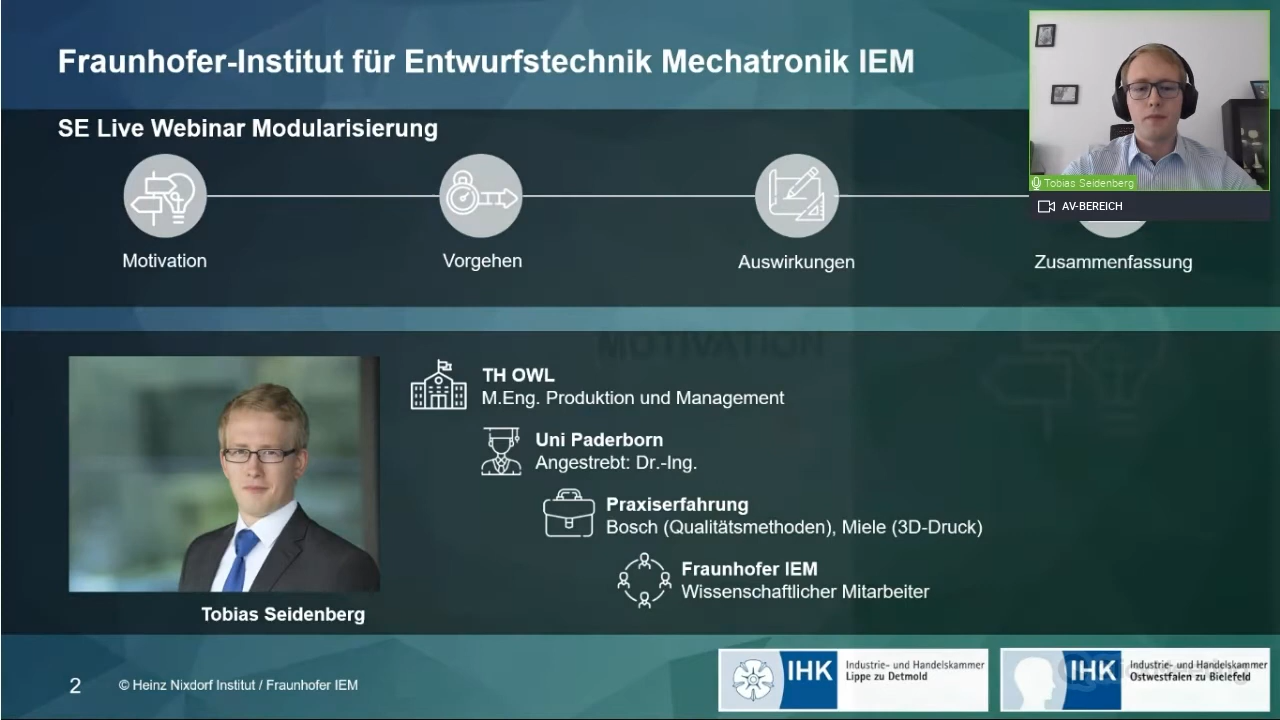 Fraunhofer-Institut für Entwurfstechnik Mechatronik IEM
SE Live Webinar Modularisierung
Tobias Seidenberg
AV-BEREICH
Motivation
Vorgehen
Auswirkungen
Zusammenfassung
MOTIVATION
TH OWL
M.Eng. Produktion und Management
Uni Paderborn
Angestrebt: Dr.-Ing.
Praxiserfahrung
Bosch (Qualitätsmethoden), Miele (3D-Druck)
Fraunhofer IEM
Wissenschaftlicher Mitarbeiter
Tobias Seidenberg
2
© Heinz Nixdorf Institut / Fraunhofer IEM
IHK
Industrie- und Handelskammer
Lippe zu Detmold
IHK
Industrie- und Handelskammer
Ostwestfalen zu Bielefeld